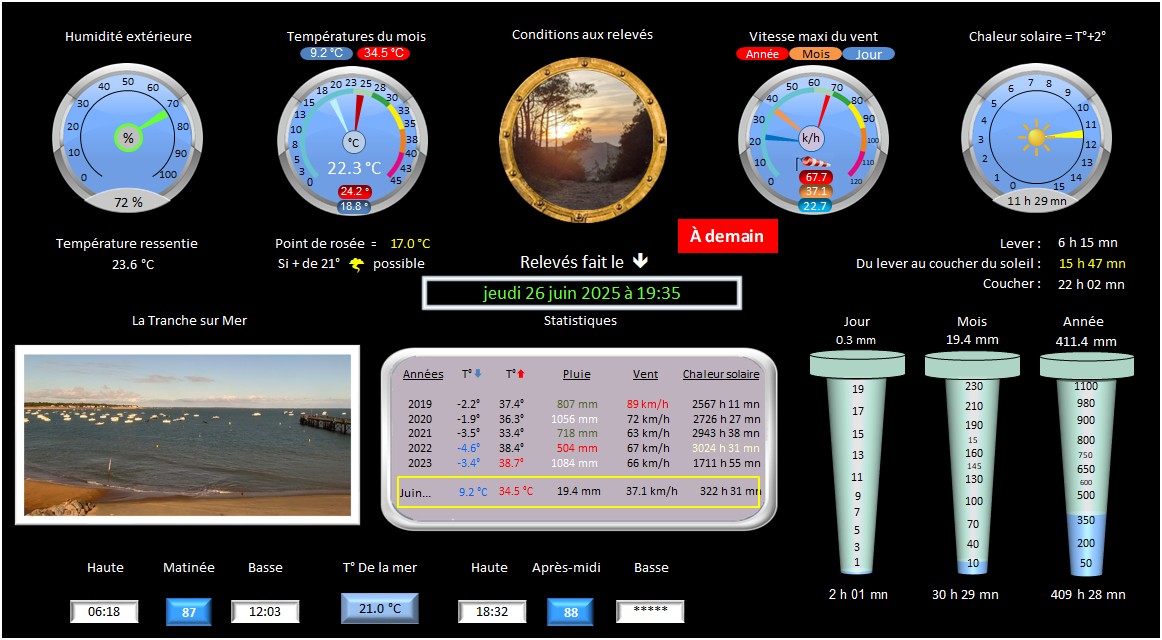 Humidité extérieure
Températures du mois
9.2 °C 34.5 °C
Conditions aux relevés
Vitesse maxi du vent
Année Mois Jour
Chaleur solaire = T°+2°
0 10 20 30 40 50 60 70 80 90 100
%
72 %
0 3 5 8 10 13 15 18 20 23 25 28 30 33 35 38 40 43 45
°C
22.3 °C
24.2 °
18.8 °
0 10 20 30 40 50 60 70 80 90 100 110 120
k/h
67.7
37.1
22.7
0 1 2 3 4 5 6 7 8 9 10 11 12 13 14 15
11 h 29 mn
Température ressentie
23.6 °C
Point de rosée = 17.0 °C
Si + de 21° possible
À demain
Relevés fait le
jeudi 26 juin 2025 à 19:35
Lever : 6 h 15 mn
Du lever au coucher du soleil : 15 h 47 mn
Coucher : 22 h 02 mn
La Tranche sur Mer
Statistiques
Années T° T° Pluie Vent Chaleur solaire
2019 -2.2° 37.4° 807 mm 89 km/h 2567 h 11 mn
2020 -1.9° 36.3° 1056 mm 72 km/h 2726 h 27 mn
2021 -3.5° 33.4° 718 mm 63 km/h 2943 h 38 mn
2022 -4.6° 38.4° 504 mm 67 km/h 3024 h 31 mn
2023 -3.4° 38.7° 1084 mm 66 km/h 1711 h 55 mn
Juin... 9.2 °C 34.5 °C 19.4 mm 37.1 km/h 322 h 31 mn
Jour
0.3 mm
19
17
15
13
11
9
7
5
3
1
2 h 01 mn
Mois
19.4 mm
230
210
190
15
160
145
130
100
70
40
10
30 h 29 mn
Année
411.4 mm
1100
980
900
800
750
650
600
500
350
200
50
409 h 28 mn
Haute Matinée Basse T° De la mer Haute Après-midi Basse
06:18 87 12:03 21.0 °C 18:32 88 *****